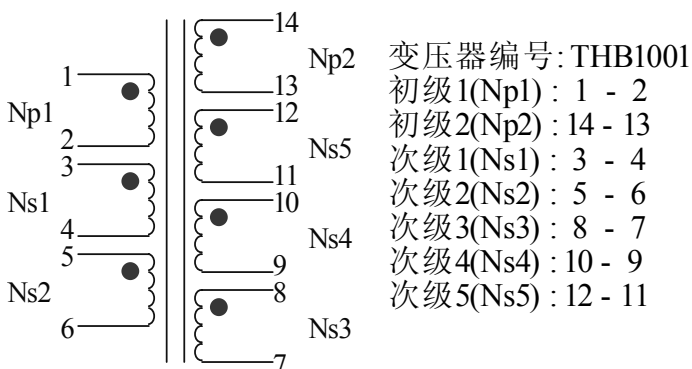 14
Np2
13
1
Np1
2
12
Ns5
11
3
Ns1
4
10
Ns4
9
5
Ns2
6
8
Ns3
7
变压器编号: THB1001
初级1(Np1) : 1 - 2
初级2(Np2) : 14 - 13
次级1(Ns1) : 3 - 4
次级2(Ns2) : 5 - 6
次级3(Ns3) : 8 - 7
次级4(Ns4) : 10 - 9
次级5(Ns5) : 12 - 11